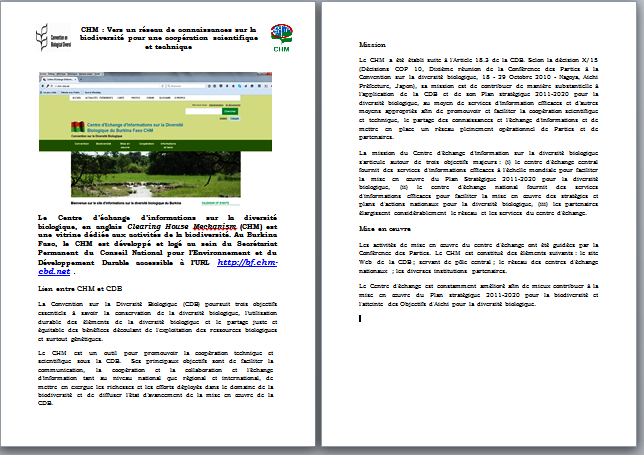 Convention on
Biological Diversity
CHM : Vers un réseau de connaissances sur la
biodiversité pour une coopération scientifique
et technique
CHM
Centre d'Echange d'Informations sur la Diversité
Biologique du Burkina Faso CHM
Convention sur la Diversité Biologique
Bienvenue sur le site d'informations sur la diversité biologique du Burkina
Le Centre d'échange d'informations sur la diversité
biologique, en anglais Clearing House Mechanism (CHM) est
une vitrine dédiée aux activités de la biodiversité. Au Burkina
Faso, le CHM est développé et logé au sein du Secrétariat
Permanent du Conseil National pour l'Environnement et du
Développement Durable accessible à l'URL http://bf.chm-
cbd.net .
Lien entre CHM et CDB
La Convention sur la Diversité Biologique (CDB) poursuit trois objectifs
essentiels à savoir la conservation de la diversité biologique, l'utilisation
durable des éléments de la diversité biologique et le partage juste et
équitable des bénéfices découlant de l'exploitation des ressources biologiques
et surtout génétiques.
Le CHM est un outil pour promouvoir la coopération technique et
scientifique sous la CDB. Ses principaux objectifs sont de faciliter la
communication, la coopération et la collaboration et l'échange
d'information tant au niveau national que régional et international, de
mettre en exergue les richesses et les efforts déployés dans le domaine de la
biodiversité et de diffuser l'état d'avancement de la mise en œuvre de la
CDB.
Mission
Le CHM a été établi suite à l'Article 18.3 de la CDB. Selon la décision X/15
(Décisions COP 10, Dixième réunion de la Conférence des Parties à la
Convention sur la diversité biologique, 18 - 29 Octobre 2010 - Nagoya, Aichi
Préfecture, Japon), sa mission est de contribuer de manière substantielle à
l'application de la CDB et de son Plan stratégique 2011-2020 pour la
diversité biologique, au moyen de services d'information efficaces et d'autres
moyens appropriés afin de promouvoir et faciliter la coopération scientifique
et technique, le partage des connaissances et l'échange d'informations et de
mettre en place un réseau pleinement opérationnel de Parties et de
partenaires.
La mission du Centre d'échange d'information sur la diversité biologique
s'articule autour de trois objectifs majeurs : (i) le centre d'échange central
fournit des services d'informations efficaces à l'échelle mondiale pour faciliter
la mise en œuvre du Plan Stratégique 2011-2020 pour la diversité
biologique, (ii) le centre d'échange national fournit des services
d'informations efficaces pour faciliter la mise en œuvre des stratégies et
plans d'actions nationaux pour la diversité biologique, (iii) les partenaires
élargissent considérablement le réseau et les services du centre d'échange.
Mise en œuvre
Les activités de mise en œuvre du centre d'échange ont été guidées par la
Conférence des Parties. Le CHM est constitué des éléments suivants : le site
Web de la CDB ; servant de pôle central ; le réseau des centres d'échange
nationaux ; les diverses institutions partenaires.
Le Centre d'échange est constamment amélioré afin de mieux contribuer à la
mise en œuvre du Plan stratégique 2011-2020 pour la biodiversité et
l'atteinte des Objectifs d'Aichi pour la diversité biologique.